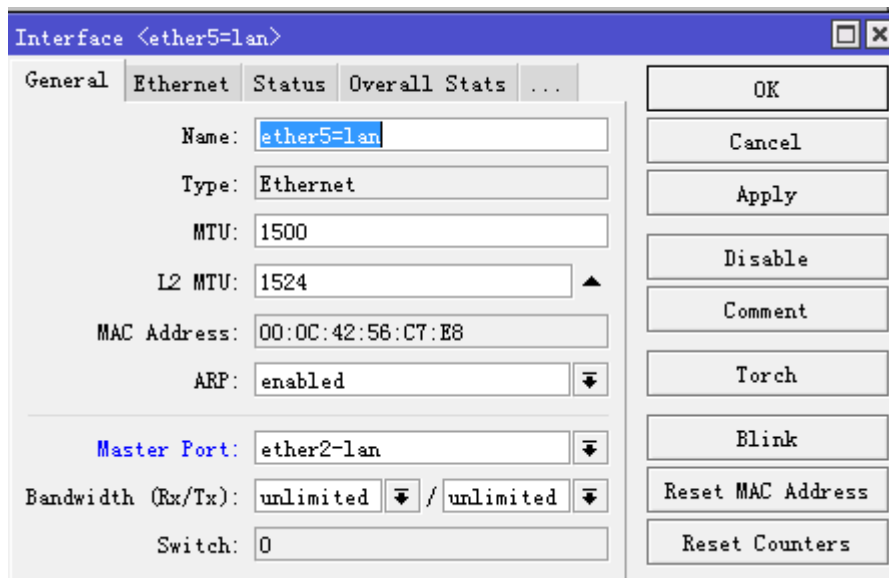 Interface <ether5=lan>
General Ethernet Status Overall Stats ...
Name: ether5=lan
Type: Ethernet
MTU: 1500
L2 MTU: 1524
MAC Address: 00:0C:42:56:C7:E8
ARP: enabled
Master Port: ether2-lan
Bandwidth (Rx/Tx): unlimited / unlimited
Switch: 0
OK
Cancel
Apply
Disable
Comment
Torch
Blink
Reset MAC Address
Reset Counters